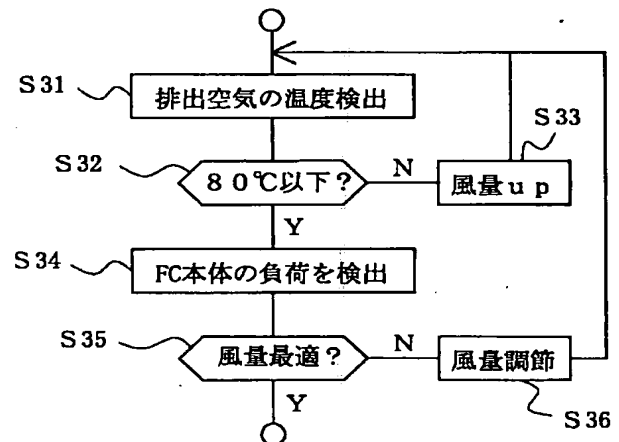 S31
排出空気の温度検出
S32
80℃以下?
N
S33
風量up
Y
S34
FC本体の負荷を検出
S35
風量最適?
N
風量調節
S36
Y